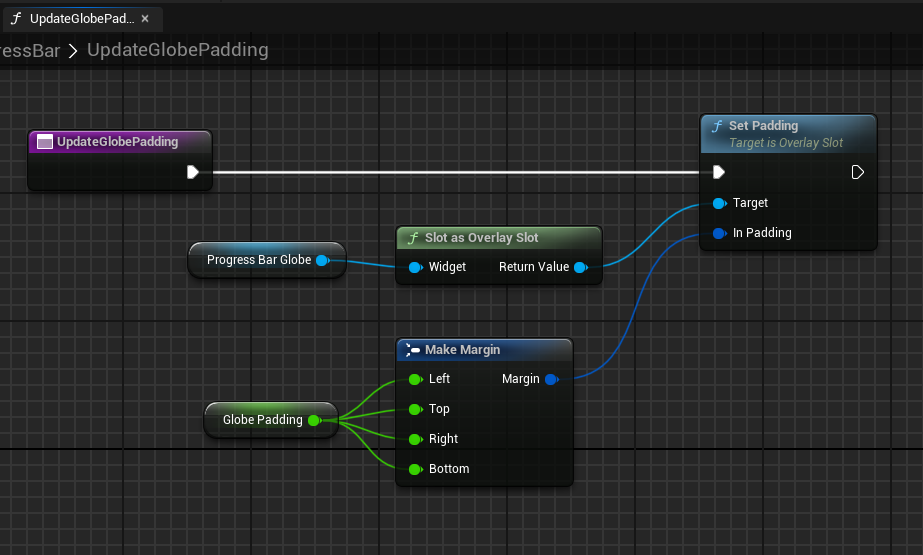 UpdateGlobePad... ×
ressBar > UpdateGlobePadding
UpdateGlobePadding
f Set Padding
Target is Overlay Slot
Target
In Padding
Progress Bar Globe
f Slot as Overlay Slot
Widget Return Value
Make Margin
Left Margin
Top
Right
Bottom
Globe Padding